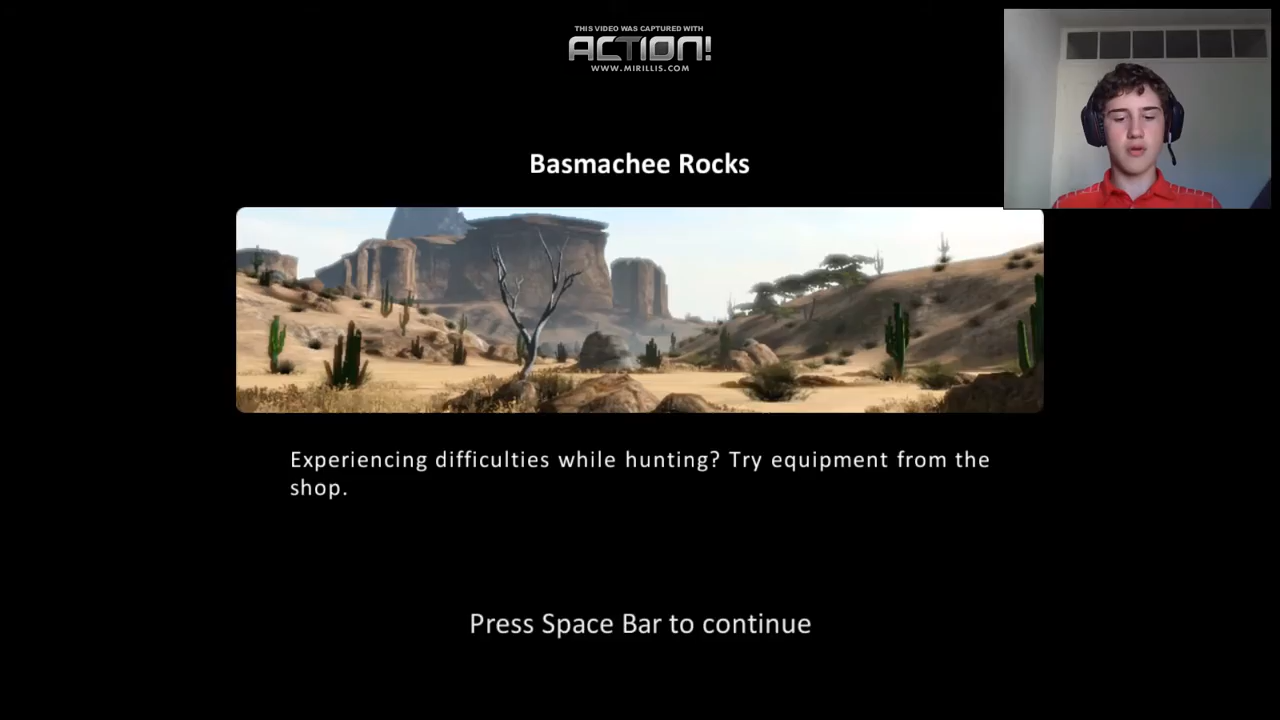 THIS VIDEO WAS CAPTURED WITH
ACTION!
WWW.MIRILLIS.COM
Basmachee Rocks
Experiencing difficulties while hunting? Try equipment from the
shop.
Press Space Bar to continue